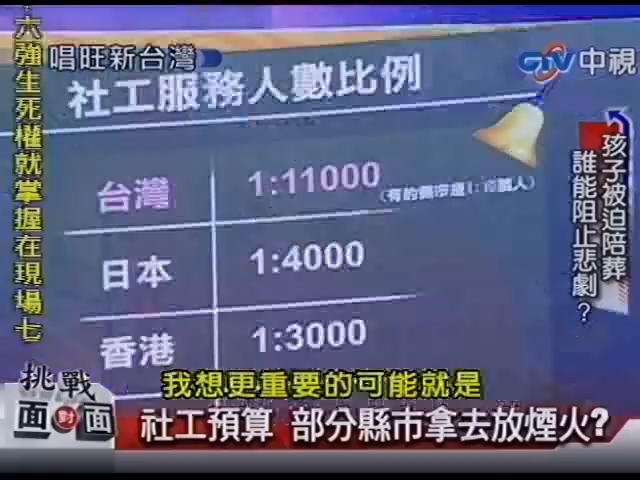 六強生死權就掌握在現場七
唱旺新台灣
CTV中視
社工服務人數比例
台灣 1:11000
日本 1:4000
香港 1:3000
孩子被迫陪葬
誰能阻止悲劇？
我想更重要的可能就是
挑戰
面對面
社工預算 部分縣市拿去放煙火?